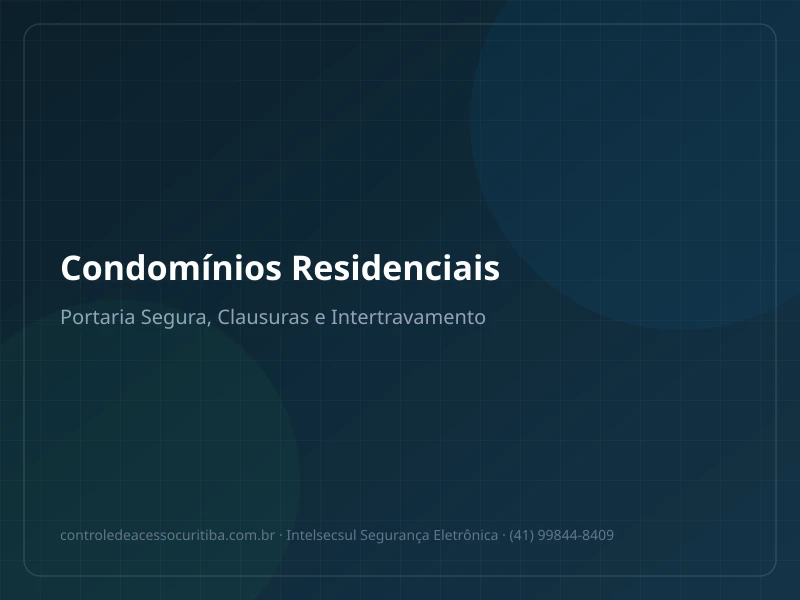 Condomínios Residenciais
Portaria Segura, Clausuras e Intertravamento
controledeacessocuritiba.com.br · Intelsecsul Segurança Eletrônica · (41) 99844-8409